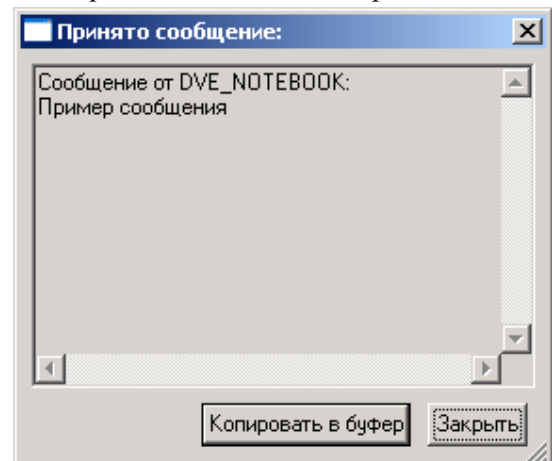 Принято сообщение:
Сообщение от DVE_NOTEBOOK:
Пример сообщения
Копировать в буфер
Закрыть